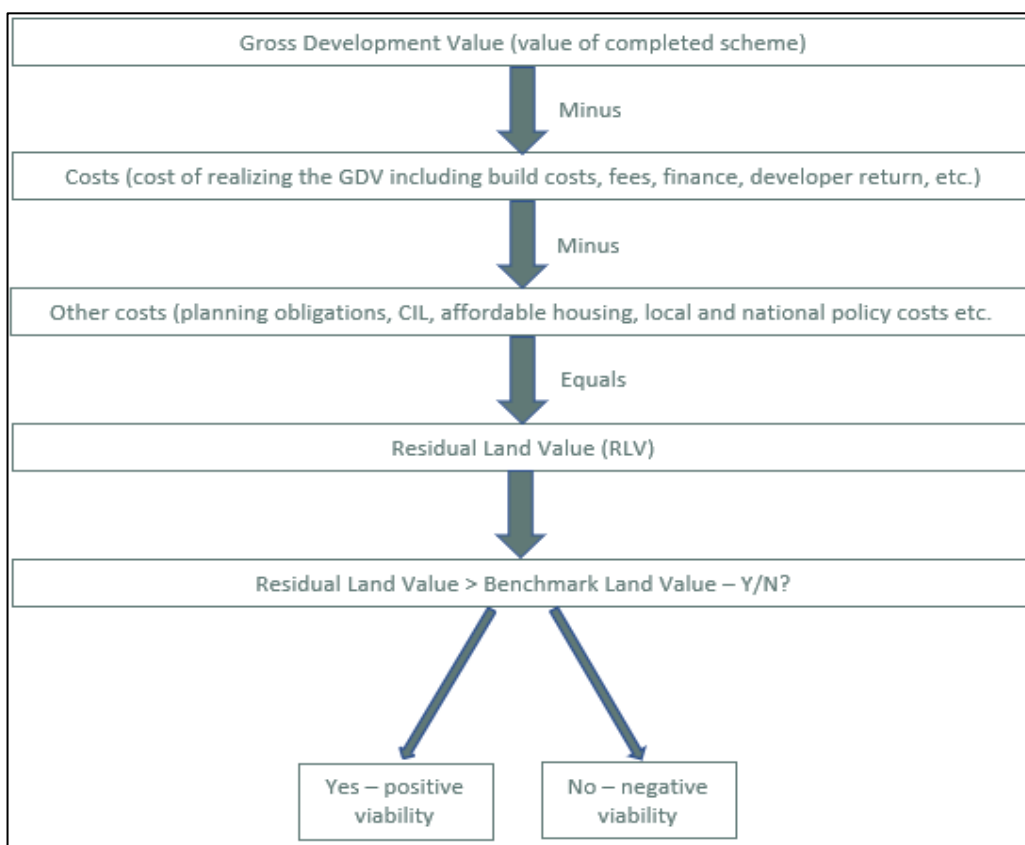 Gross Development Value (value of completed scheme)
Minus
Costs (cost of realizing the GDV including build costs, fees, finance, developer return, etc.)
Minus
Other costs (planning obligations, CIL, affordable housing, local and national policy costs etc.
Equals
Residual Land Value (RLV)
Residual Land Value > Benchmark Land Value – Y/N?
Yes – positive
viability
No – negative
viability